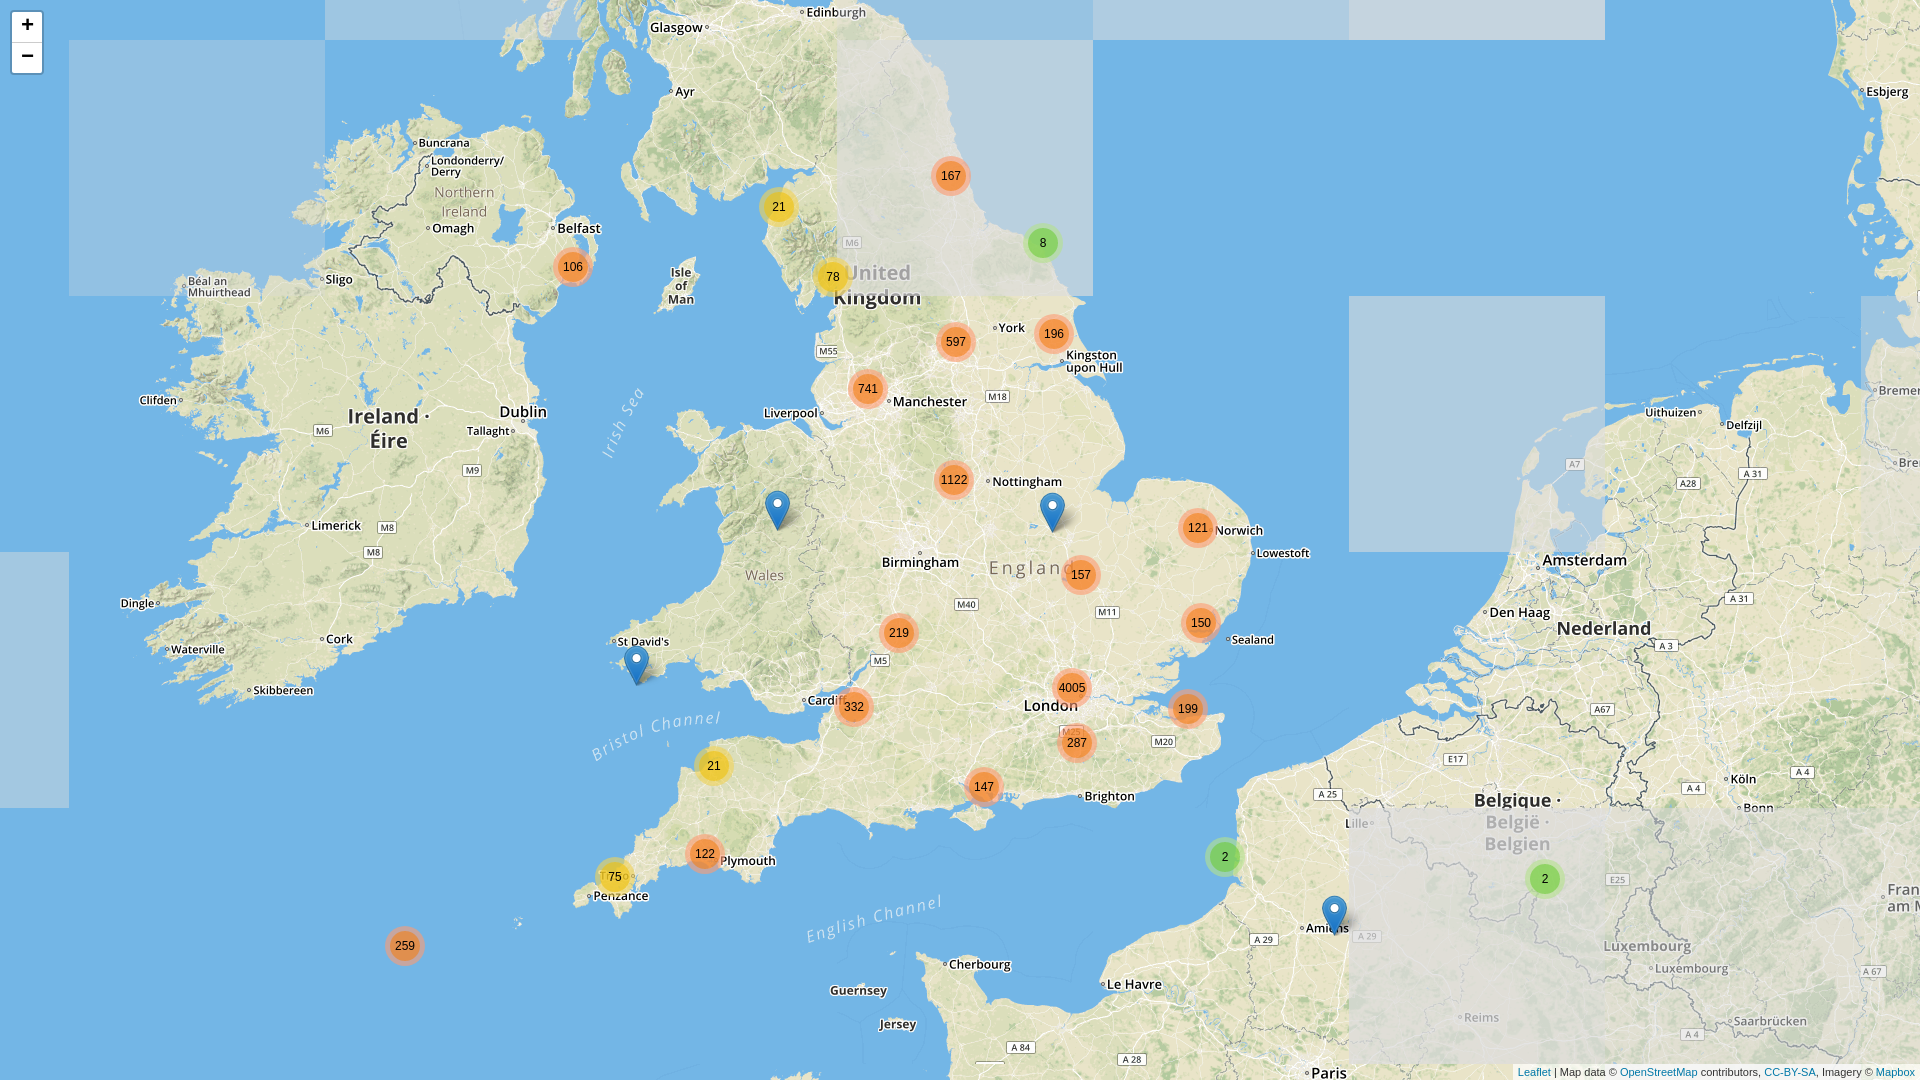 +
−
Edinburgh
Glasgow
Ayr
Esbjerg
Buncrana
Londonderry/
Derry
167
Northern
Ireland
21
Omagh
Belfast
M6
8
106
Isle
of
Man
78
United
Kingdom
Sligo
Béal an
Mhuirthead
York
196
597
M55
Kingston
upon Hull
741
Manchester
M18
Liverpool
Clifden
Ireland ·
Éire
Dublin
Tallaght
M6
M9
Irish Sea
Uithuizen
Delfzijl
A7
A 31
A28
1122
Nottingham
Limerick
M8
M8
121
Norwich
Lowestoft
Birmingham
England
157
Wales
Amsterdam
Dingle
M40
M11
Den Haag
A 31
219
150
Nederland
Cork
Waterville
St David's
Sealand
A 3
M5
Skibbereen
4005
Cardiff
332
London
199
A67
Bristol Channel
M25
287
M20
E17
21
147
Brighton
Köln
A 4
A 4
A 25
Bonn
Belgique ·
België ·
Belgien
Lille
122
Plymouth
2
75
Penzance
2
E25
English Channel
Amiens
A 29
A 29
259
Luxembourg
Luxembourg
Cherbourg
A 67
Le Havre
Guernsey
Jersey
Reims
Saarbrücken
A 4
A 84
A 28
Paris
Leaflet | Map data © OpenStreetMap contributors, CC-BY-SA, Imagery © Mapbox